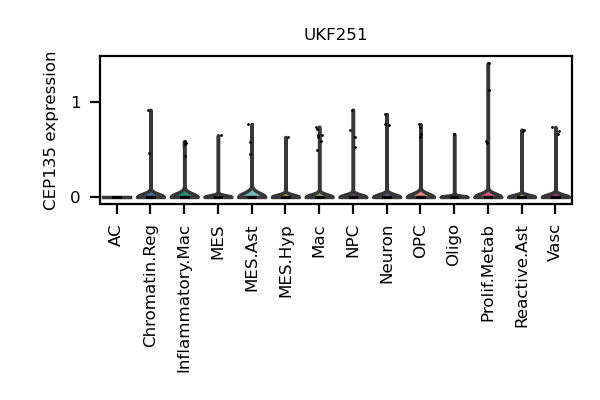 UKF251
CEP135 expression
1
0
AC
Chromatin.Reg
Inflammatory.Mac
MES
MES.Ast
MES.Hyp
Mac
NPC
Neuron
OPC
Oligo
Prolif.Metab
Reactive.Ast
Vasc